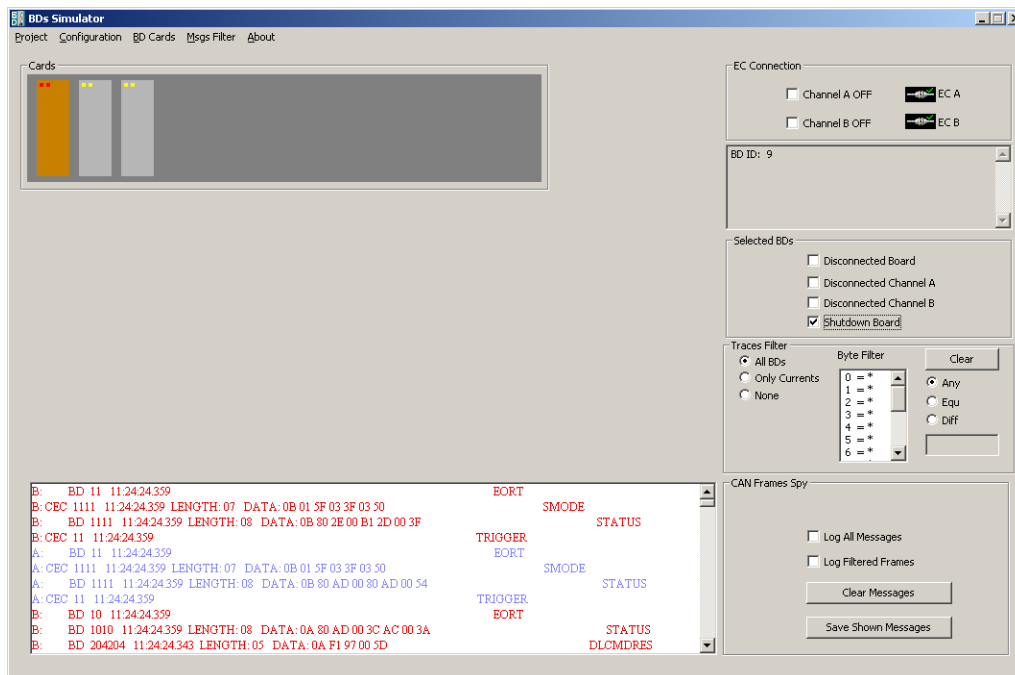 BDs Simulator
Project Configuration BD Cards Msgs Filter About
Cards
EC Connection
Channel A OFF EC A
Channel B OFF EC B
BD ID: 9
Selected BDs
Disconnected Board
Disconnected Channel A
Disconnected Channel B
Shutdown Board
Traces Filter
All BDs
Only Currents
None
Byte Filter
0 = *
1 = *
2 = *
3 = *
4 = *
5 = *
6 = *
Clear
Any
Equ
Diff
B: BD 11 11:24:24.359 EORT
B: CEC 1111 11:24:24.359 LENGTH: 07 DATA: 0B 01 5F 03 3F 03 50 SMODE
B: BD 1111 11:24:24.359 LENGTH: 08 DATA: 0B 80 2E 00 B1 2D 00 3F STATUS
B: CEC 11 11:24:24.359 TRIGGER
A: BD 11 11:24:24.359 EORT
A: CEC 1111 11:24:24.359 LENGTH: 07 DATA: 0B 01 5F 03 3F 03 50 SMODE
A: BD 1111 11:24:24.359 LENGTH: 08 DATA: 0B 80 AD 00 80 AD 00 54 STATUS
A: CEC 11 11:24:24.359 TRIGGER
B: BD 10 11:24:24.359 EORT
B: BD 1010 11:24:24.359 LENGTH: 08 DATA: 0A 80 AD 00 3C AC 00 3A STATUS
B: BD 204204 11:24:24.343 LENGTH: 05 DATA: 0A F1 97 00 5D DLCMDRES
CAN Frames Spy
Log All Messages
Log Filtered Frames
Clear Messages
Save Shown Messages